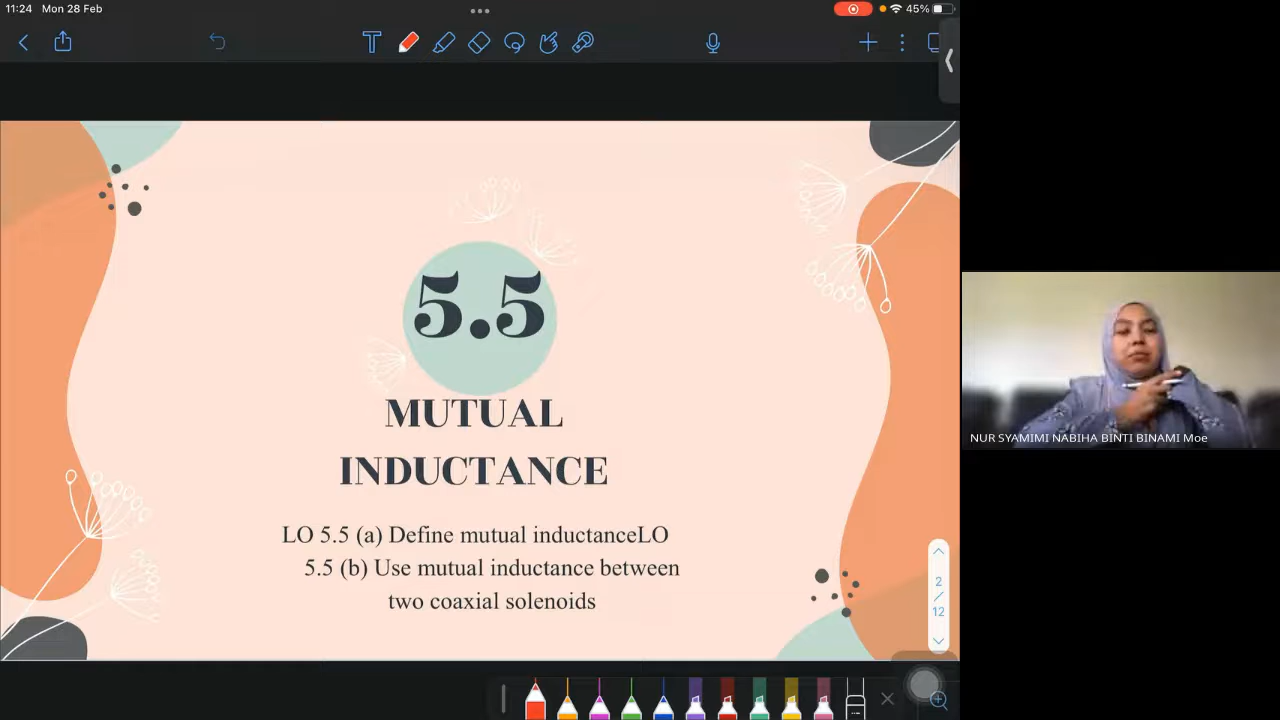 11:24 Mon 28 Feb
45%
T
5.5
MUTUAL
INDUCTANCE
LO 5.5 (a) Define mutual inductanceLO
5.5 (b) Use mutual inductance between
two coaxial solenoids
2
/
12
NUR SYAMIMI NABIHA BINTI BINAMI Moe